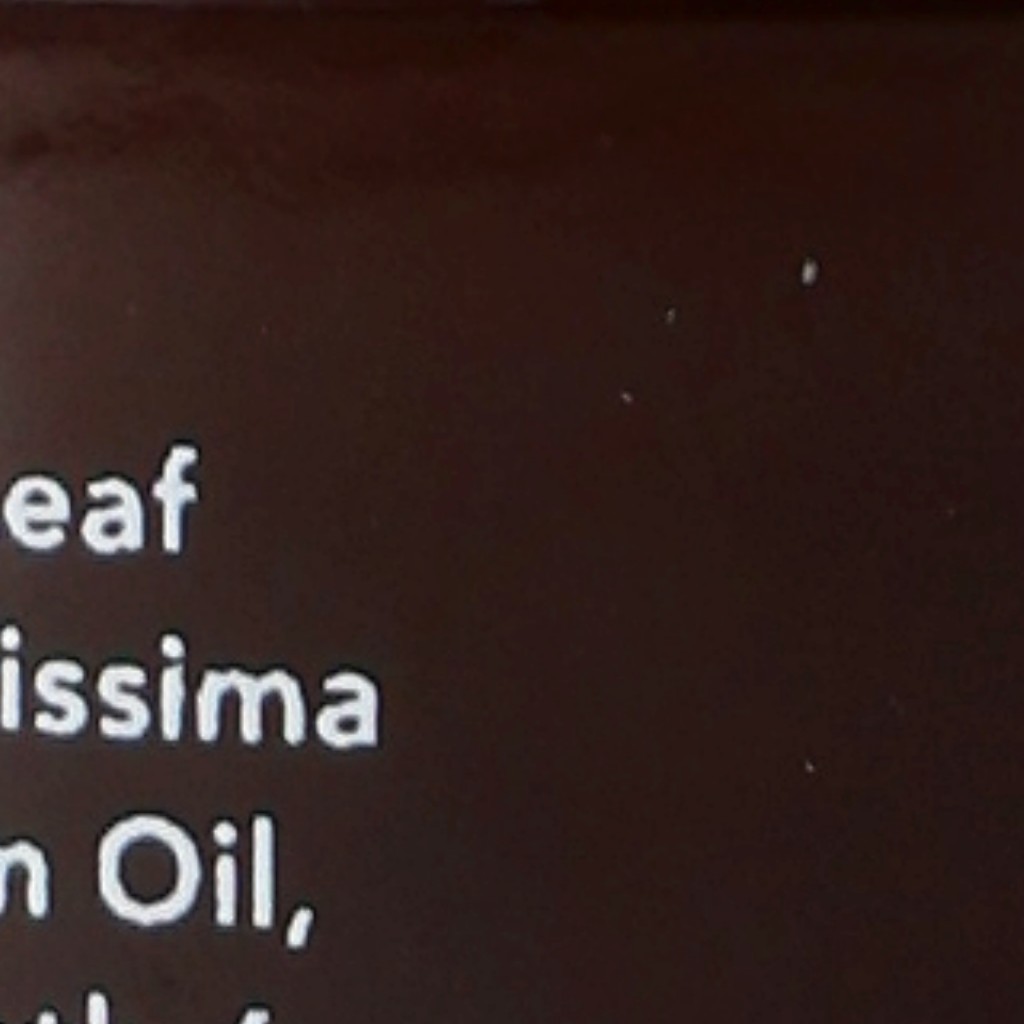 eaf
issima
n Oil,